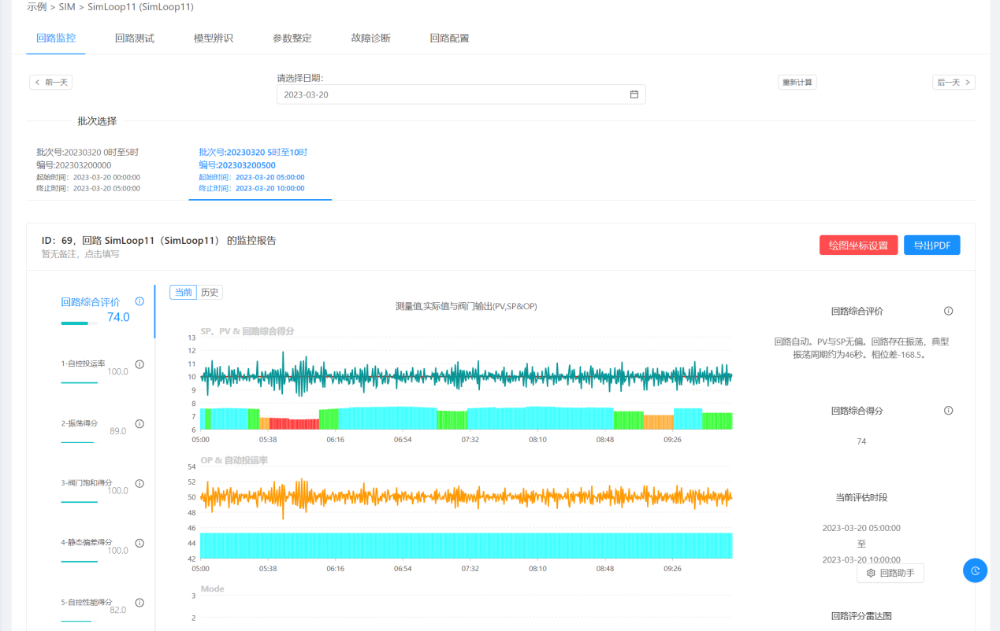 示例 > SIM > SimLoop11 (SimLoop11)
回路监控 回路测试 模型辨识 参数整定 故障诊断 回路配置
< 前一天
请选择日期:
2023-03-20
重新计算
后一天 >
批次选择
批次号:20230320 0时至5时
编号:202303200000
起始时间：2023-03-20 00:00:00
终止时间：2023-03-20 05:00:00
批次号:20230320 5时至10时
编号:202303200500
起始时间：2023-03-20 05:00:00
终止时间：2023-03-20 10:00:00
ID：69，回路 SimLoop11（SimLoop11） 的监控报告
暂无备注，点击填写
绘图坐标设置
导出PDF
回路综合评价
74.0
1-自控投运率
100.0
2-振荡得分
89.0
3-阀门饱和得分
100.0
4-静态偏差得分
100.0
5-自控性能得分
82.0
当前 历史
测量值,实际值与阀门输出(PV,SP&OP)
SP、PV & 回路综合得分
13
12
11
10
9
8
7
6
05:00 05:38 06:16 06:54 07:32 08:10 08:48 09:26
OP & 自动投运率
54
52
50
48
46
44
42
05:00 05:38 06:16 06:54 07:32 08:10 08:48 09:26
Mode
3
2
回路综合评价
回路自动。PV与SP无偏。回路存在振荡，典型
振荡周期约为46秒。相位差-168.5。
回路综合得分
74
当前评估时段
2023-03-20 05:00:00
至
2023-03-20 10:00:00
回路助手
回路评分雷达图